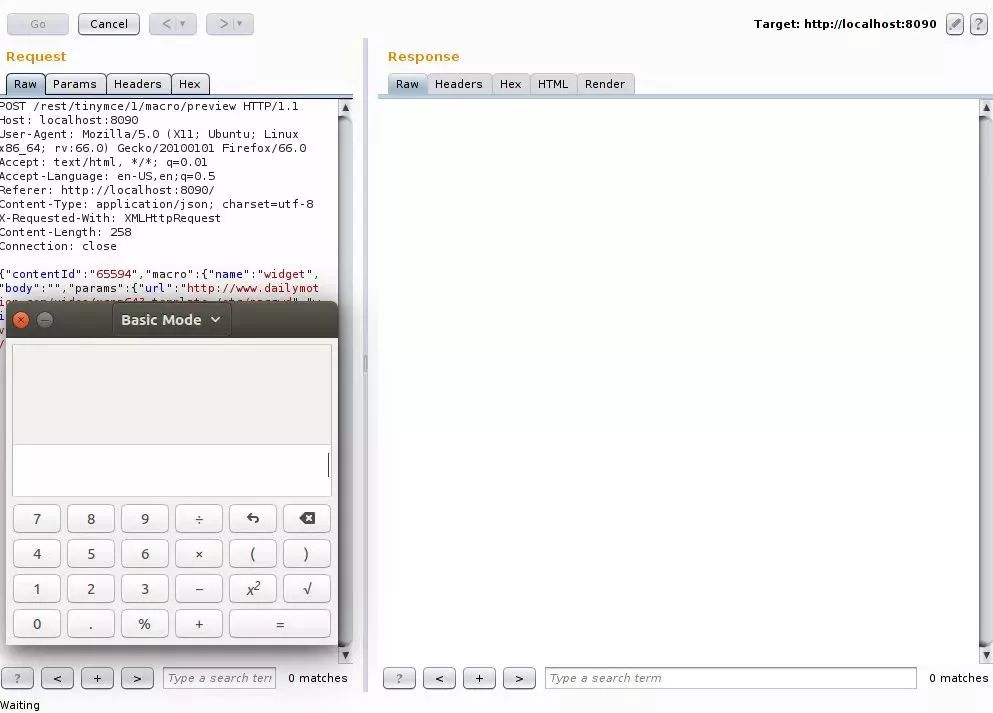 Go
Cancel
<
>
Target: http://localhost:8090
?
Request
Response
Raw
Params
Headers
Hex
Raw
Headers
Hex
HTML
Render
POST /rest/tinymce/1/macro/preview HTTP/1.1
Host: localhost:8090
User-Agent: Mozilla/5.0 (X11; Ubuntu; Linux
x86_64; rv:66.0) Gecko/20100101 Firefox/66.0
Accept: text/html, */*; q=0.01
Accept-Language: en-US,en;q=0.5
Referer: http://localhost:8090/
Content-Type: application/json; charset=utf-8
X-Requested-With: XMLHttpRequest
Content-Length: 258
Connection: close
{"contentId":"65594","macro":{"name":"widget",
"body":"","params":{"url":"http://www.dailymot
Basic Mode
7 8 9 ÷
4 5 6 × ( )
1 2 3 − x² √
0 . % + =
? < + >
Type a search term
0 matches
? < + >
Type a search term
0 matches
Waiting